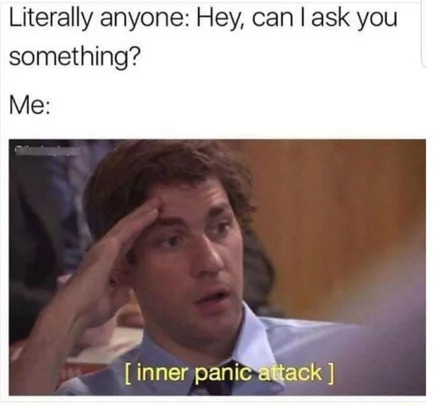 Literally anyone: Hey, can I ask you
something?
Me:
[ inner panic attack ]